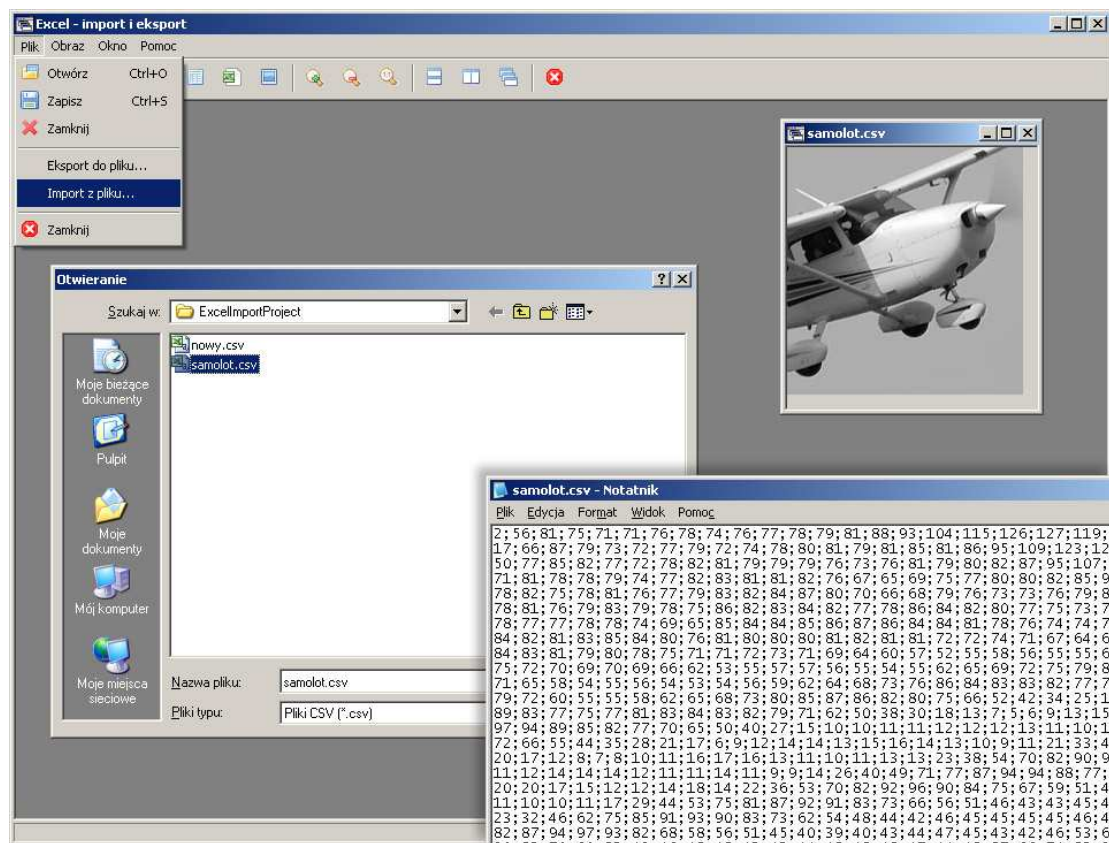 Excel - import i eksport
Plik Obraz Okno Pomoc
Otwórz Ctrl+O
Zapisz Ctrl+S
Zamknij
Eksport do pliku...
Import z pliku...
Zamknij
samolot.csv
Otwieranie
Szukaj w: ExcelImportProject
nowy.csv
samolot.csv
Moje bieżące dokumenty
Pulpit
Moje dokumenty
Mój komputer
Moje miejsca sieciowe
Nazwa pliku: samolot.csv
Pliki typu: Pliki CSV (*.csv)
samolot.csv - Notatnik
Plik Edycja Format Widok Pomoc
2;56;81;75;71;71;76;78;74;76;77;78;79;81;88;93;104;115;126;127;119;
17;66;87;79;73;72;77;79;72;74;78;80;81;79;81;85;81;86;95;109;123;12
50;77;85;82;77;72;78;82;81;79;79;79;76;73;76;81;79;80;82;87;95;107;
71;81;78;78;79;74;77;82;83;81;81;82;76;67;65;69;75;77;80;80;82;85;9
78;82;75;78;81;76;77;79;83;82;84;87;80;70;66;68;79;76;73;73;76;79;8
78;81;76;79;83;79;78;75;86;82;83;84;82;77;78;86;84;82;80;77;75;73;7
78;77;77;78;78;74;69;65;85;84;85;86;87;86;84;84;81;78;76;74;74;7
84;82;81;83;85;84;80;76;81;80;80;80;81;82;81;81;72;72;74;71;67;64;6
84;83;81;79;80;78;75;71;71;72;73;71;69;64;60;57;52;55;58;56;55;55;6
75;72;70;69;70;69;66;62;53;55;57;57;56;55;54;55;62;65;69;72;75;79;8
71;65;58;54;55;56;54;53;54;56;59;62;64;68;73;76;86;84;83;83;82;77;7
79;72;60;55;55;58;62;65;68;73;80;85;87;86;82;80;75;66;52;42;34;25;1
89;83;77;75;77;81;83;84;83;82;79;71;62;50;38;30;18;13;7;5;6;9;13;15
97;94;89;85;82;77;70;65;50;40;27;15;10;10;11;11;12;12;12;13;11;10;1
72;66;55;44;35;28;21;17;6;9;12;14;14;13;15;16;14;13;10;9;11;21;33;4
20;17;12;8;7;8;10;11;16;17;16;13;11;10;11;13;13;23;38;54;70;82;90;9
11;12;14;14;14;12;11;11;14;11;9;9;14;26;40;49;71;77;87;94;94;88;77;
20;20;17;15;12;12;14;18;14;22;36;53;70;82;92;96;90;84;75;67;59;51;4
11;10;10;11;17;29;44;53;75;81;87;92;91;83;73;66;56;51;46;43;43;45;4
23;32;46;62;75;85;91;93;90;83;73;62;54;48;44;42;46;45;45;45;45;46;4
82;87;94;97;93;82;68;58;56;51;45;40;39;40;43;44;47;45;43;42;46;53;6